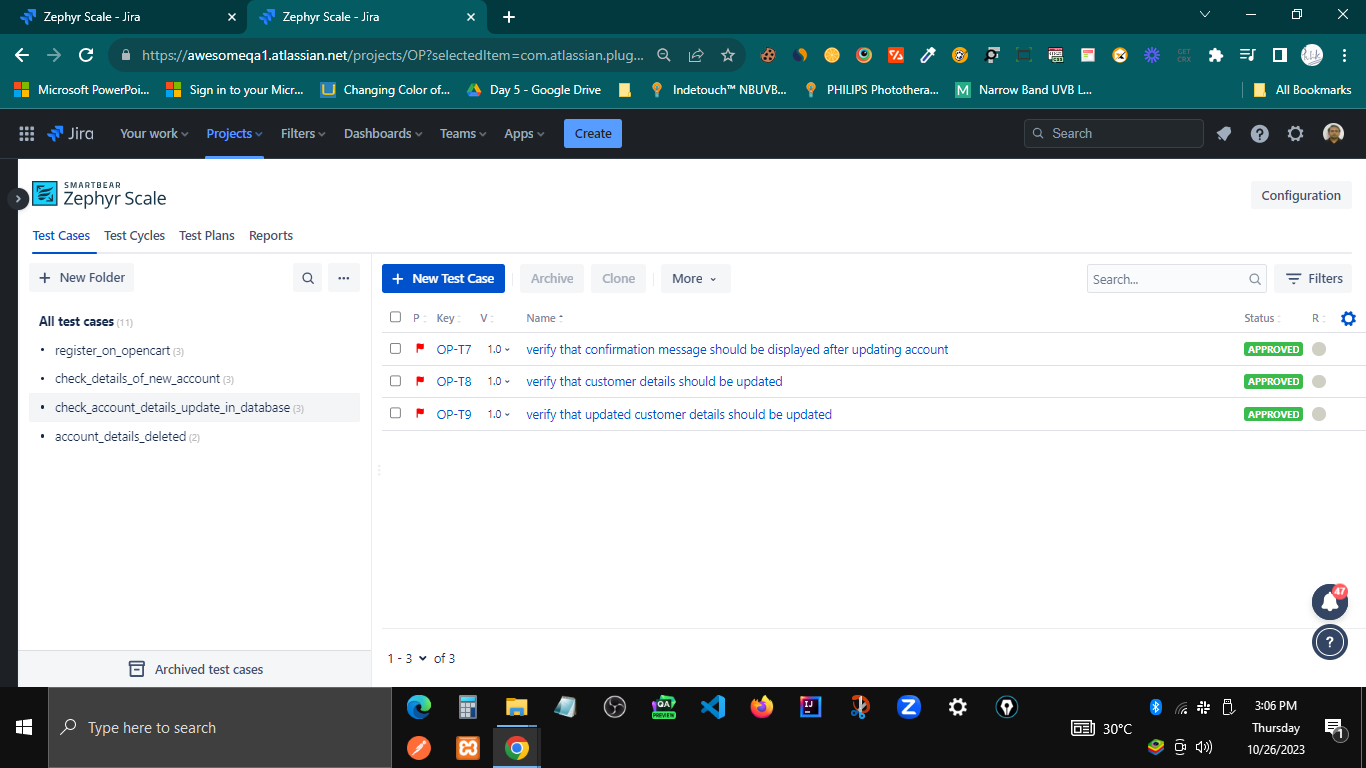 Zephyr Scale - Jira
Zephyr Scale - Jira
https://awesomeqa1.atlassian.net/projects/OP?selectedItem=com.atlassian.plug...
GET CRX
Microsoft PowerPoi...
Sign in to your Micr...
Changing Color of...
Day 5 - Google Drive
Indetouch™ NBUVB...
PHILIPS Photothera...
Narrow Band UVB L...
All Bookmarks
Jira
Your work
Projects
Filters
Dashboards
Teams
Apps
Create
Search
SMARTBEAR
Zephyr Scale
Configuration
Test Cases Test Cycles Test Plans Reports
+ New Folder
...
+ New Test Case
Archive
Clone
More
Search...
Filters
All test cases (11)
• register_on_opencart (3)
• check_details_of_new_account (3)
• check_account_details_update_in_database (3)
• account_details_deleted (2)
P Key V Name Status R
OP-T7 1.0 verify that confirmation message should be displayed after updating account APPROVED
OP-T8 1.0 verify that customer details should be updated APPROVED
OP-T9 1.0 verify that updated customer details should be updated APPROVED
47
?
1 - 3 of 3
Archived test cases
Type here to search
QA
PREVIEW
IJ
Z
30°C
3:06 PM
Thursday
10/26/2023
1